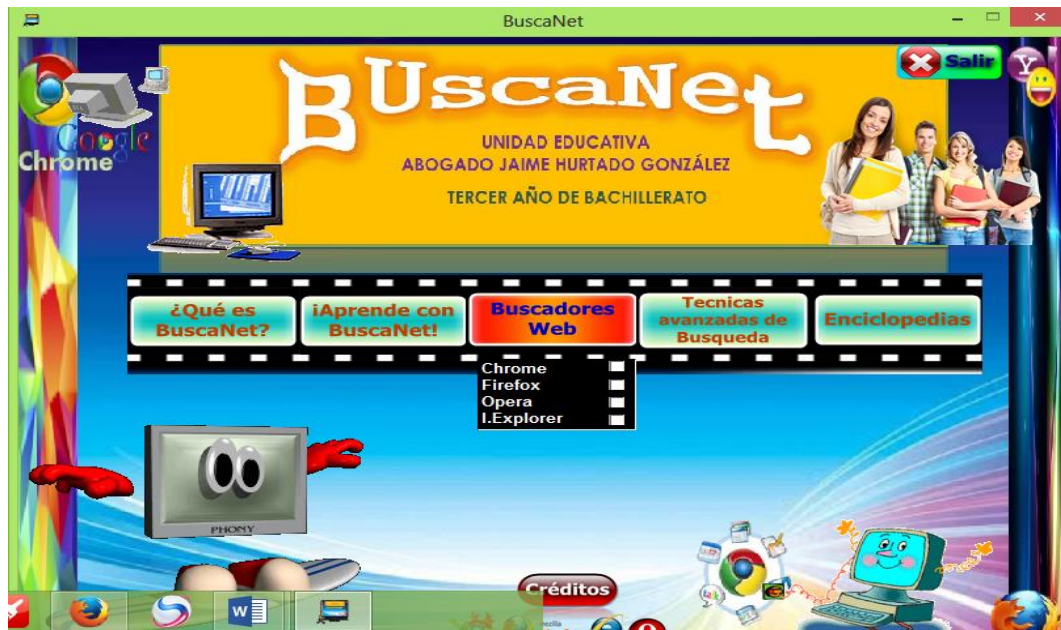 BuscaNet
BUscaNet
Salir
UNIDAD EDUCATIVA
ABOGADO JAIME HURTADO GONZÁLEZ
TERCER AÑO DE BACHILLERATO
Google
Chrome
¿Qué es
BuscaNet?
¡Aprende con
BuscaNet!
Buscadores
Web
Tecnicas
avanzadas de
Busqueda
Enciclopedias
Chrome
Firefox
Opera
I.Explorer
PHONY
Créditos